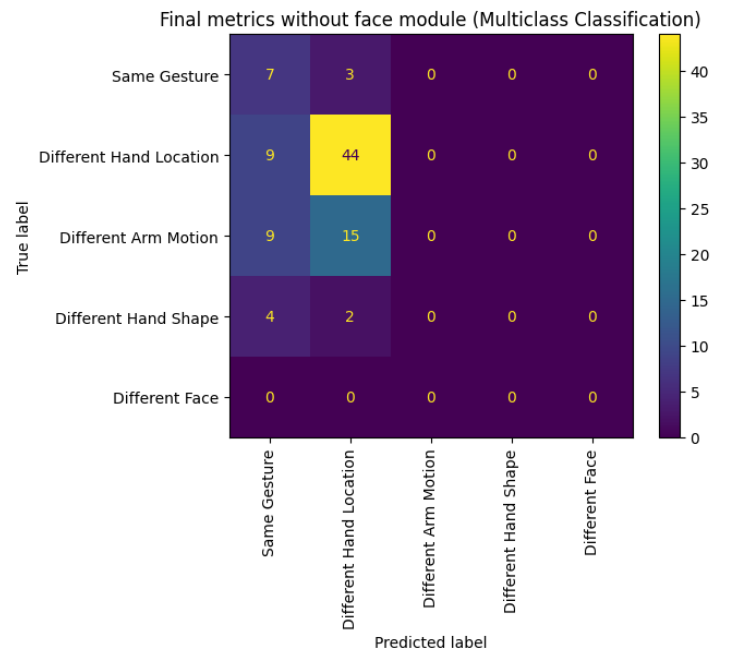 Final metrics without face module (Multiclass Classification)
Same Gesture 7 3 0 0 0
Different Hand Location 9 44 0 0 0
Different Arm Motion 9 15 0 0 0
Different Hand Shape 4 2 0 0 0
Different Face 0 0 0 0 0
True label
Same Gesture
Different Hand Location
Different Arm Motion
Different Hand Shape
Different Face
Predicted label
40
35
30
25
20
15
10
5
0